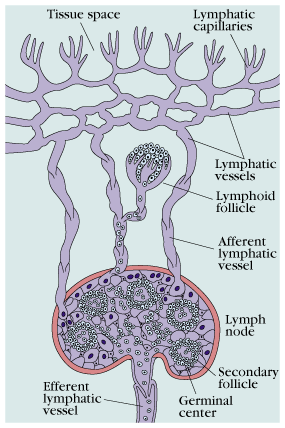 Tissue space
Lymphatic
capillaries
Lymphatic
vessels
Lymphoid
follicle
Afferent
lymphatic
vessel
Lymph
node
Secondary
follicle
Efferent
lymphatic
vessel
Germinal
center